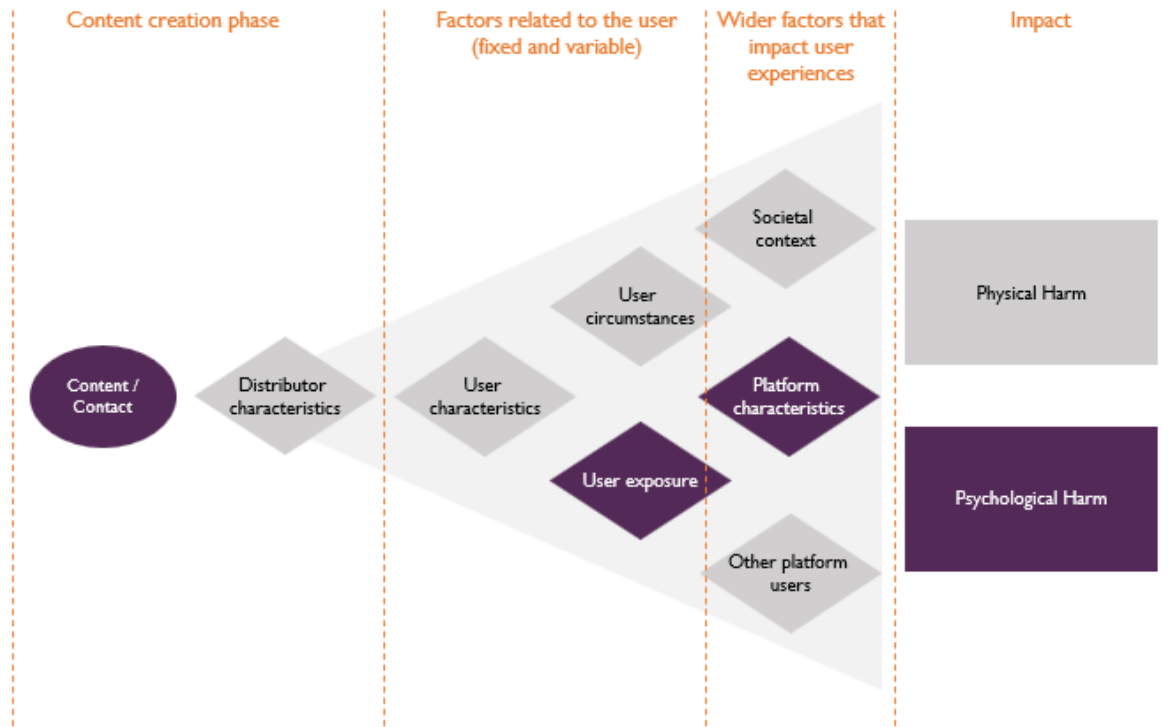 Content creation phase
Factors related to the user
(fixed and variable)
Wider factors that
impact user
experiences
Impact
Societal
context
User
circumstances
Physical Harm
Content /
Contact
Distributor
characteristics
User
characteristics
Platform
characteristics
User exposure
Psychological Harm
Other platform
users